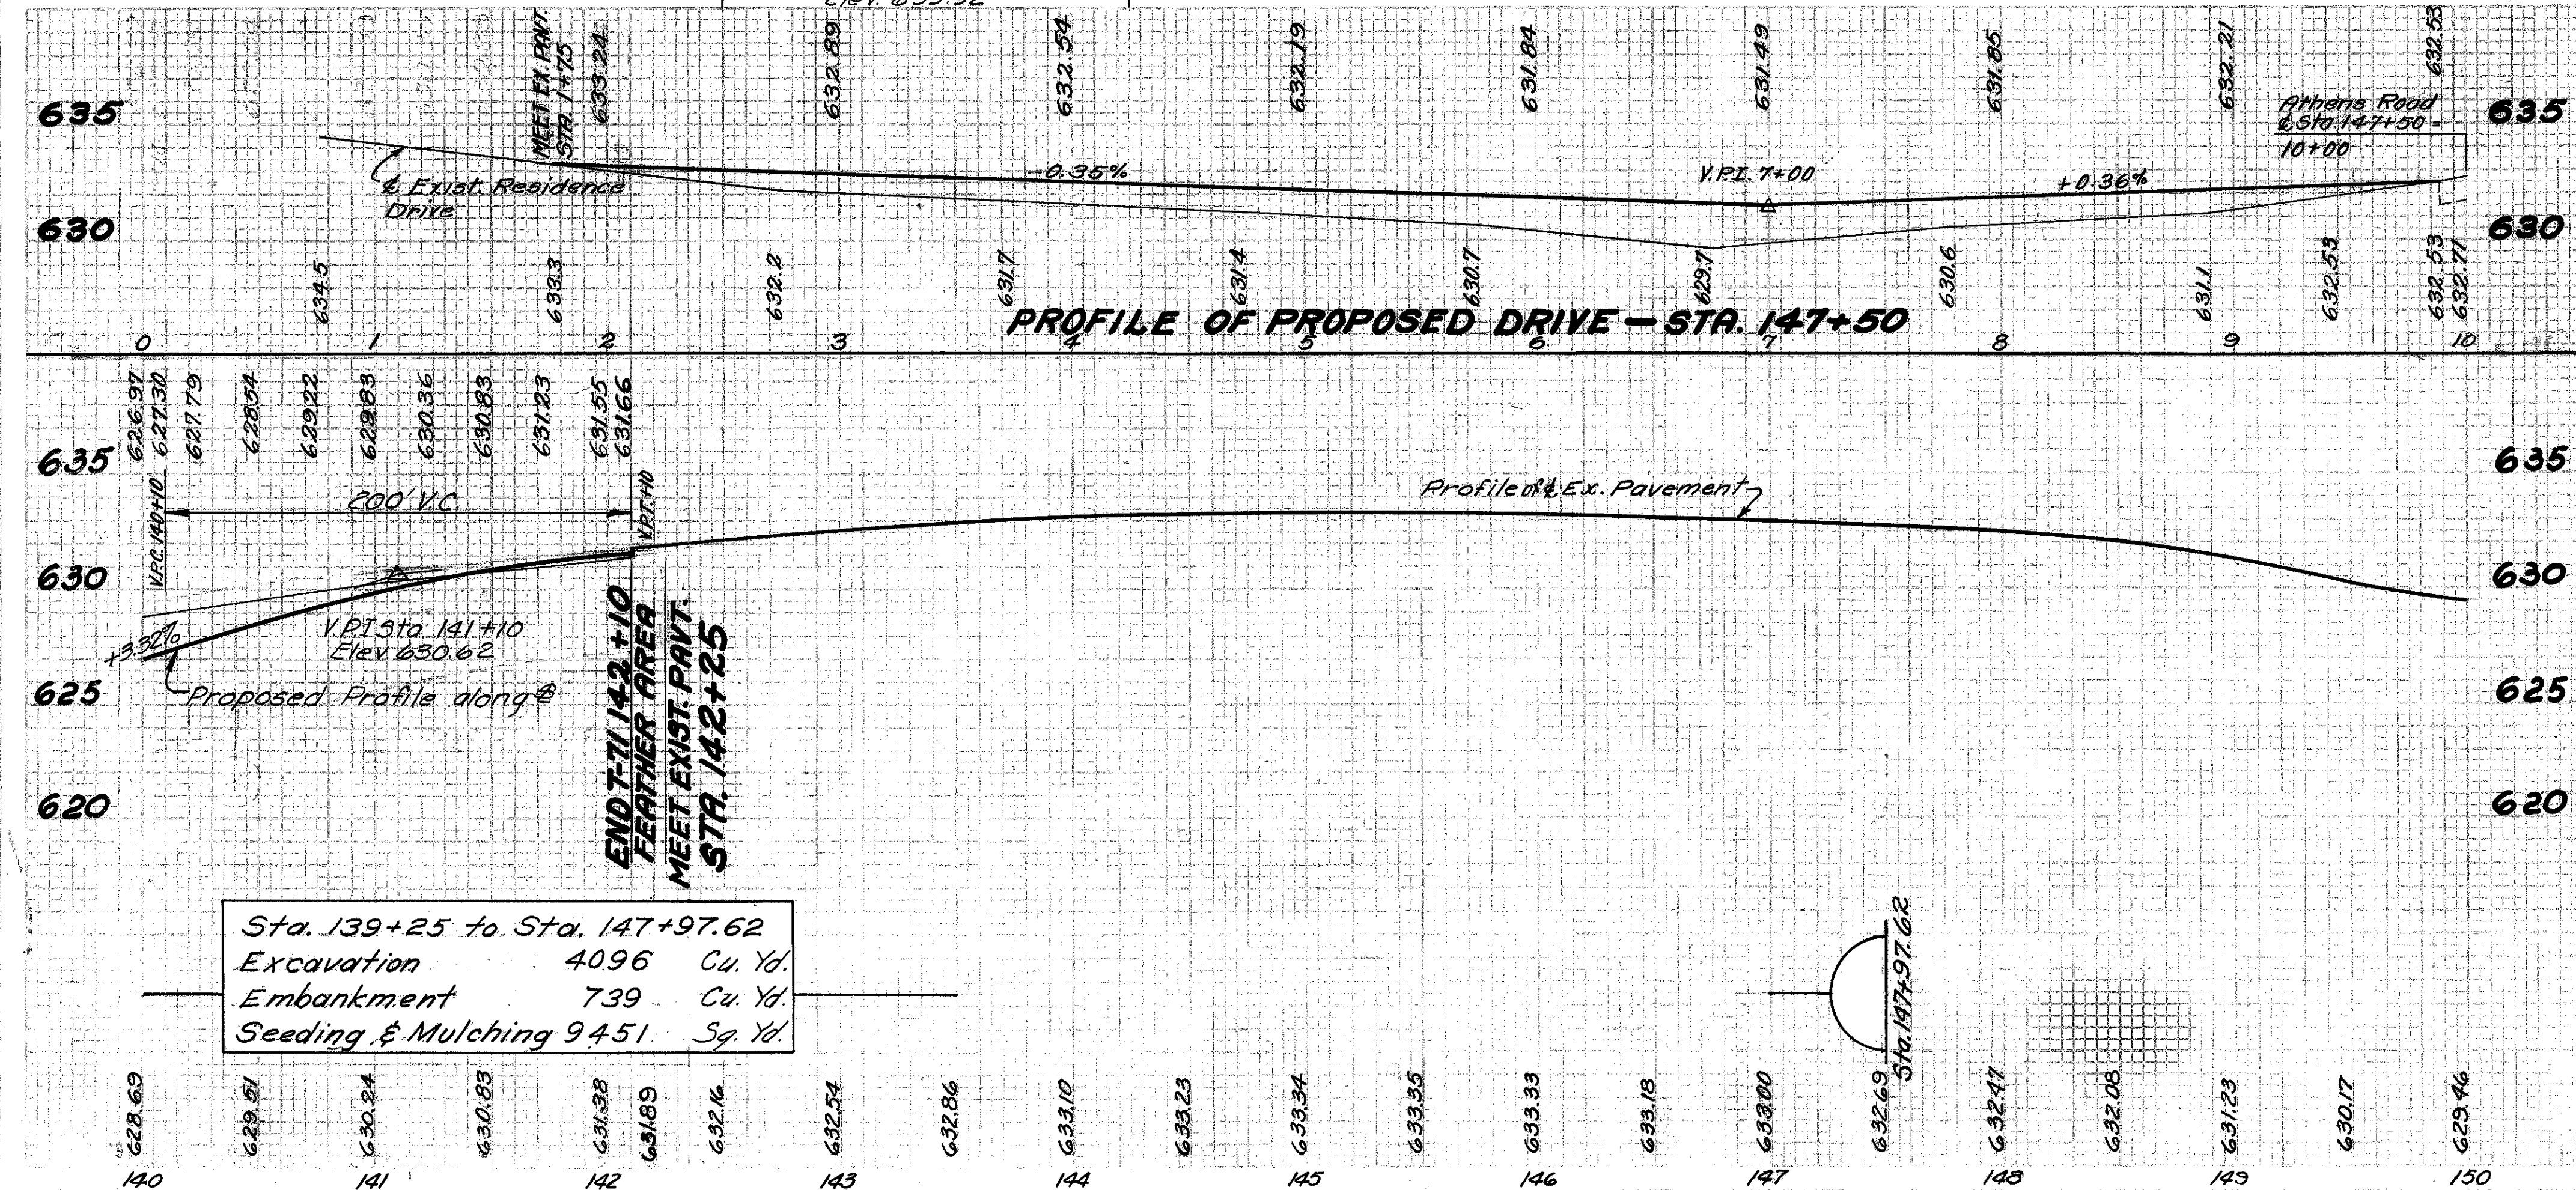 Elev. 633.32
635
MEET EX. PAVT.
STA. 1+75
633.24
632.89
632.54
632.19
631.84
631.49
631.85
632.21
632.53
635
Athens Road
℄ Sta. 147+50 =
10+00
℄ Exist. Residence
Drive
-0.35%
V.P.I. 7+00
+0.36%
630
630
634.5
633.3
632.2
631.7
631.4
630.7
629.7
630.6
631.1
632.53
632.53
632.71
PROFILE OF PROPOSED DRIVE — STA. 147+50
0 1 2 3 4 5 6 7 8 9 10
626.97
627.30
627.79
628.54
629.22
629.83
630.36
630.83
631.23
631.55
631.66
635
635
V.P.C. 140+10
200' V.C
V.P.T. +10
Profile of ℄ Ex. Pavement
630
630
+3.32%
V.P.I Sta 141+10
Elev 630.62
Proposed Profile along
625
625
END T-71 142+10
FEATHER AREA
MEET EXIST. PAVT.
STA. 142+25
620
620
Sta. 139+25 to Sta. 147+97.62
Excavation 4096 Cu. Yd.
Embankment 739 Cu. Yd.
Seeding & Mulching 9451 Sq. Yd.
Sta. 147+97.62
628.69
629.51
630.24
630.83
631.38
631.89
632.16
632.54
632.86
633.10
633.23
633.34
633.35
633.33
633.18
633.00
632.69
632.47
632.08
631.23
630.17
629.46
140 141 142 143 144 145 146 147 148 149 150